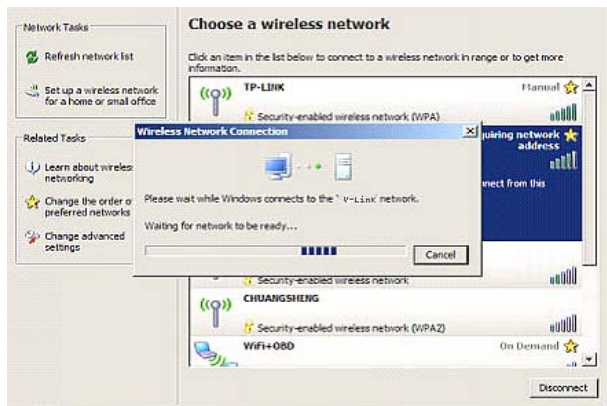 Network Tasks
Refresh network list
Set up a wireless network
for a home or small office
Related Tasks
Learn about wireles
networking
Change the order o
preferred networks
Change advanced
settings
Choose a wireless network
Click an item in the list below to connect to a wireless network in range or to get more
information.
TP-LINK
Manual
Security-enabled wireless network (WPA)
quiring network
address
nnect from this
Wireless Network Connection
Please wait while Windows connects to the ` V-Link network.
Waiting for network to be ready...
Cancel
Security-enabled wireless network
CHUANGSHENG
Security-enabled wireless network (WPA2)
WiFi+OBD
On Demand
Disconnect